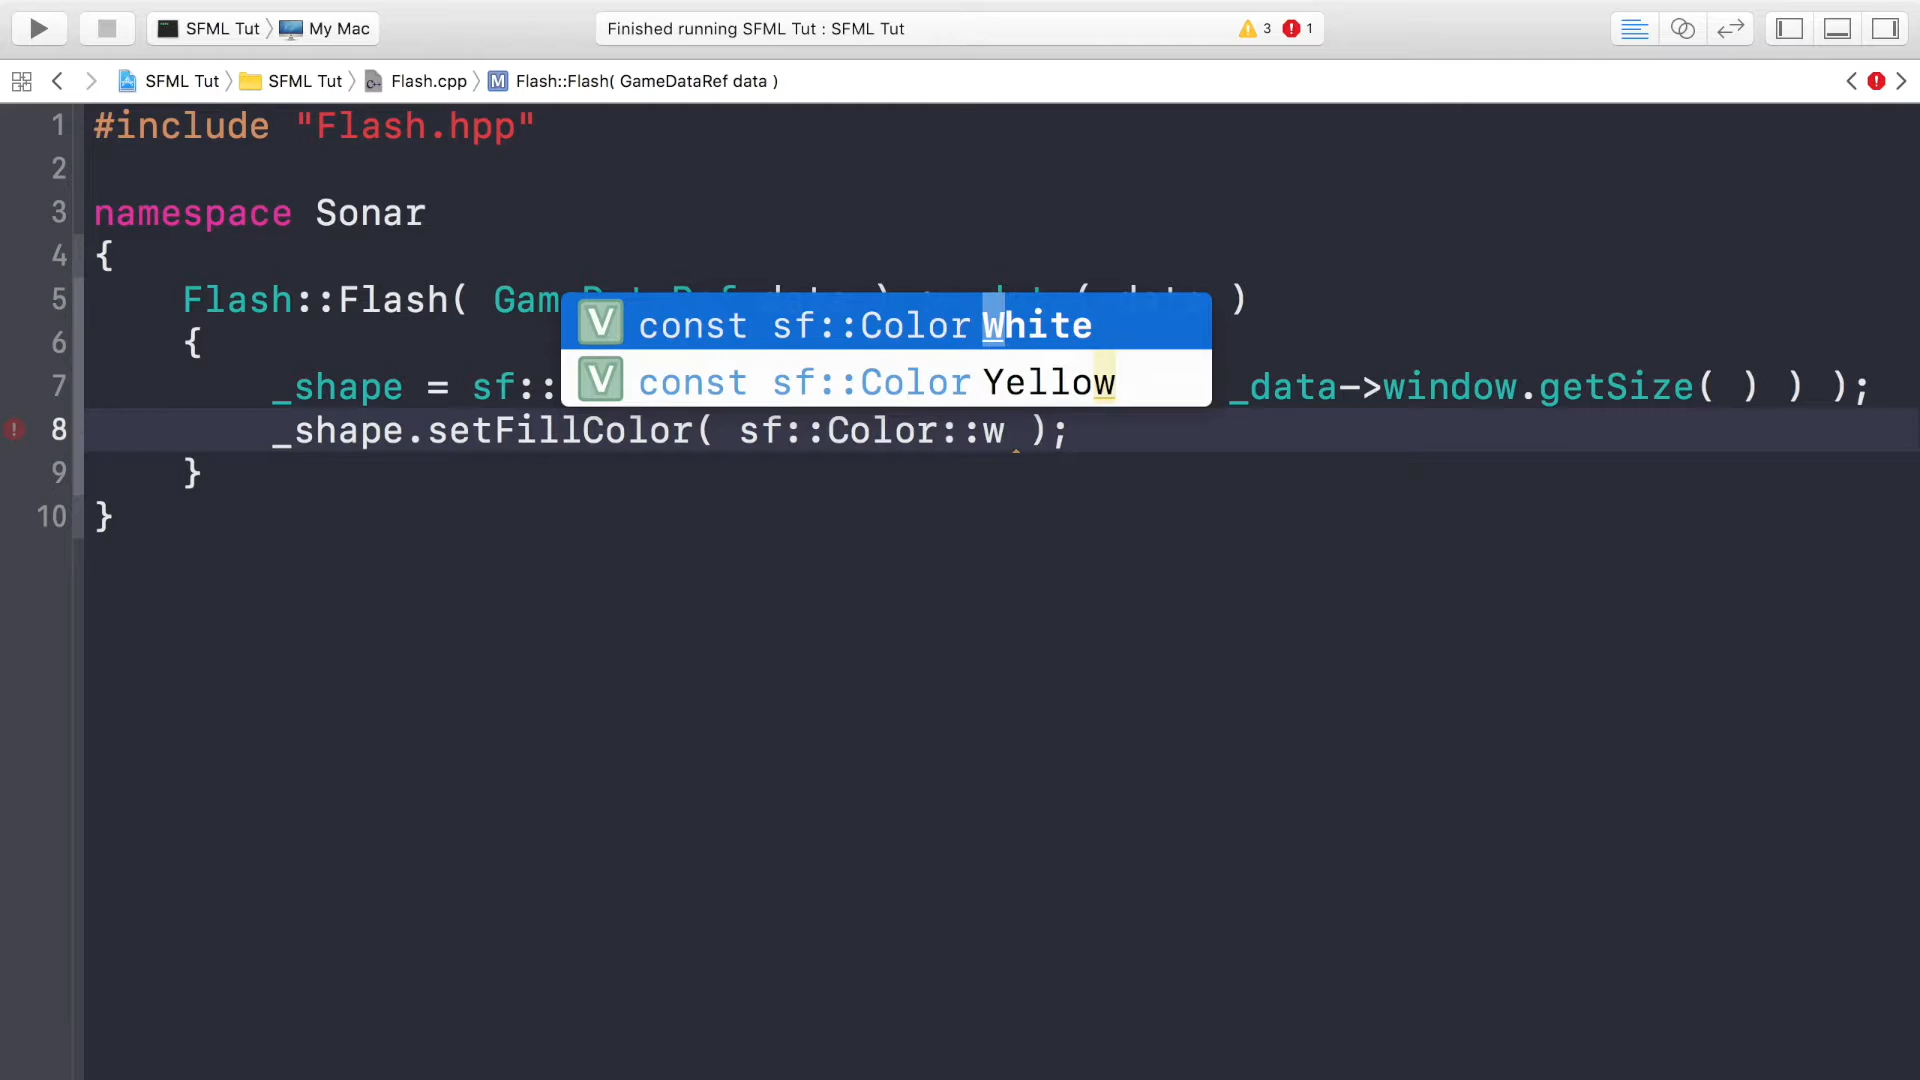 SFML Tut My Mac Finished running SFML Tut : SFML Tut 3 1
SFML Tut SFML Tut Flash.cpp M Flash::Flash( GameDataRef data )
1 #include "Flash.hpp"
2
3 namespace Sonar
4 {
5 Flash::Flash( Gam )
V const sf::Color White
6 {
V const sf::Color Yellow
7 _shape = sf:: _data->window.getSize( ) ) );
8 _shape.setFillColor( sf::Color::w );
9 }
10 }